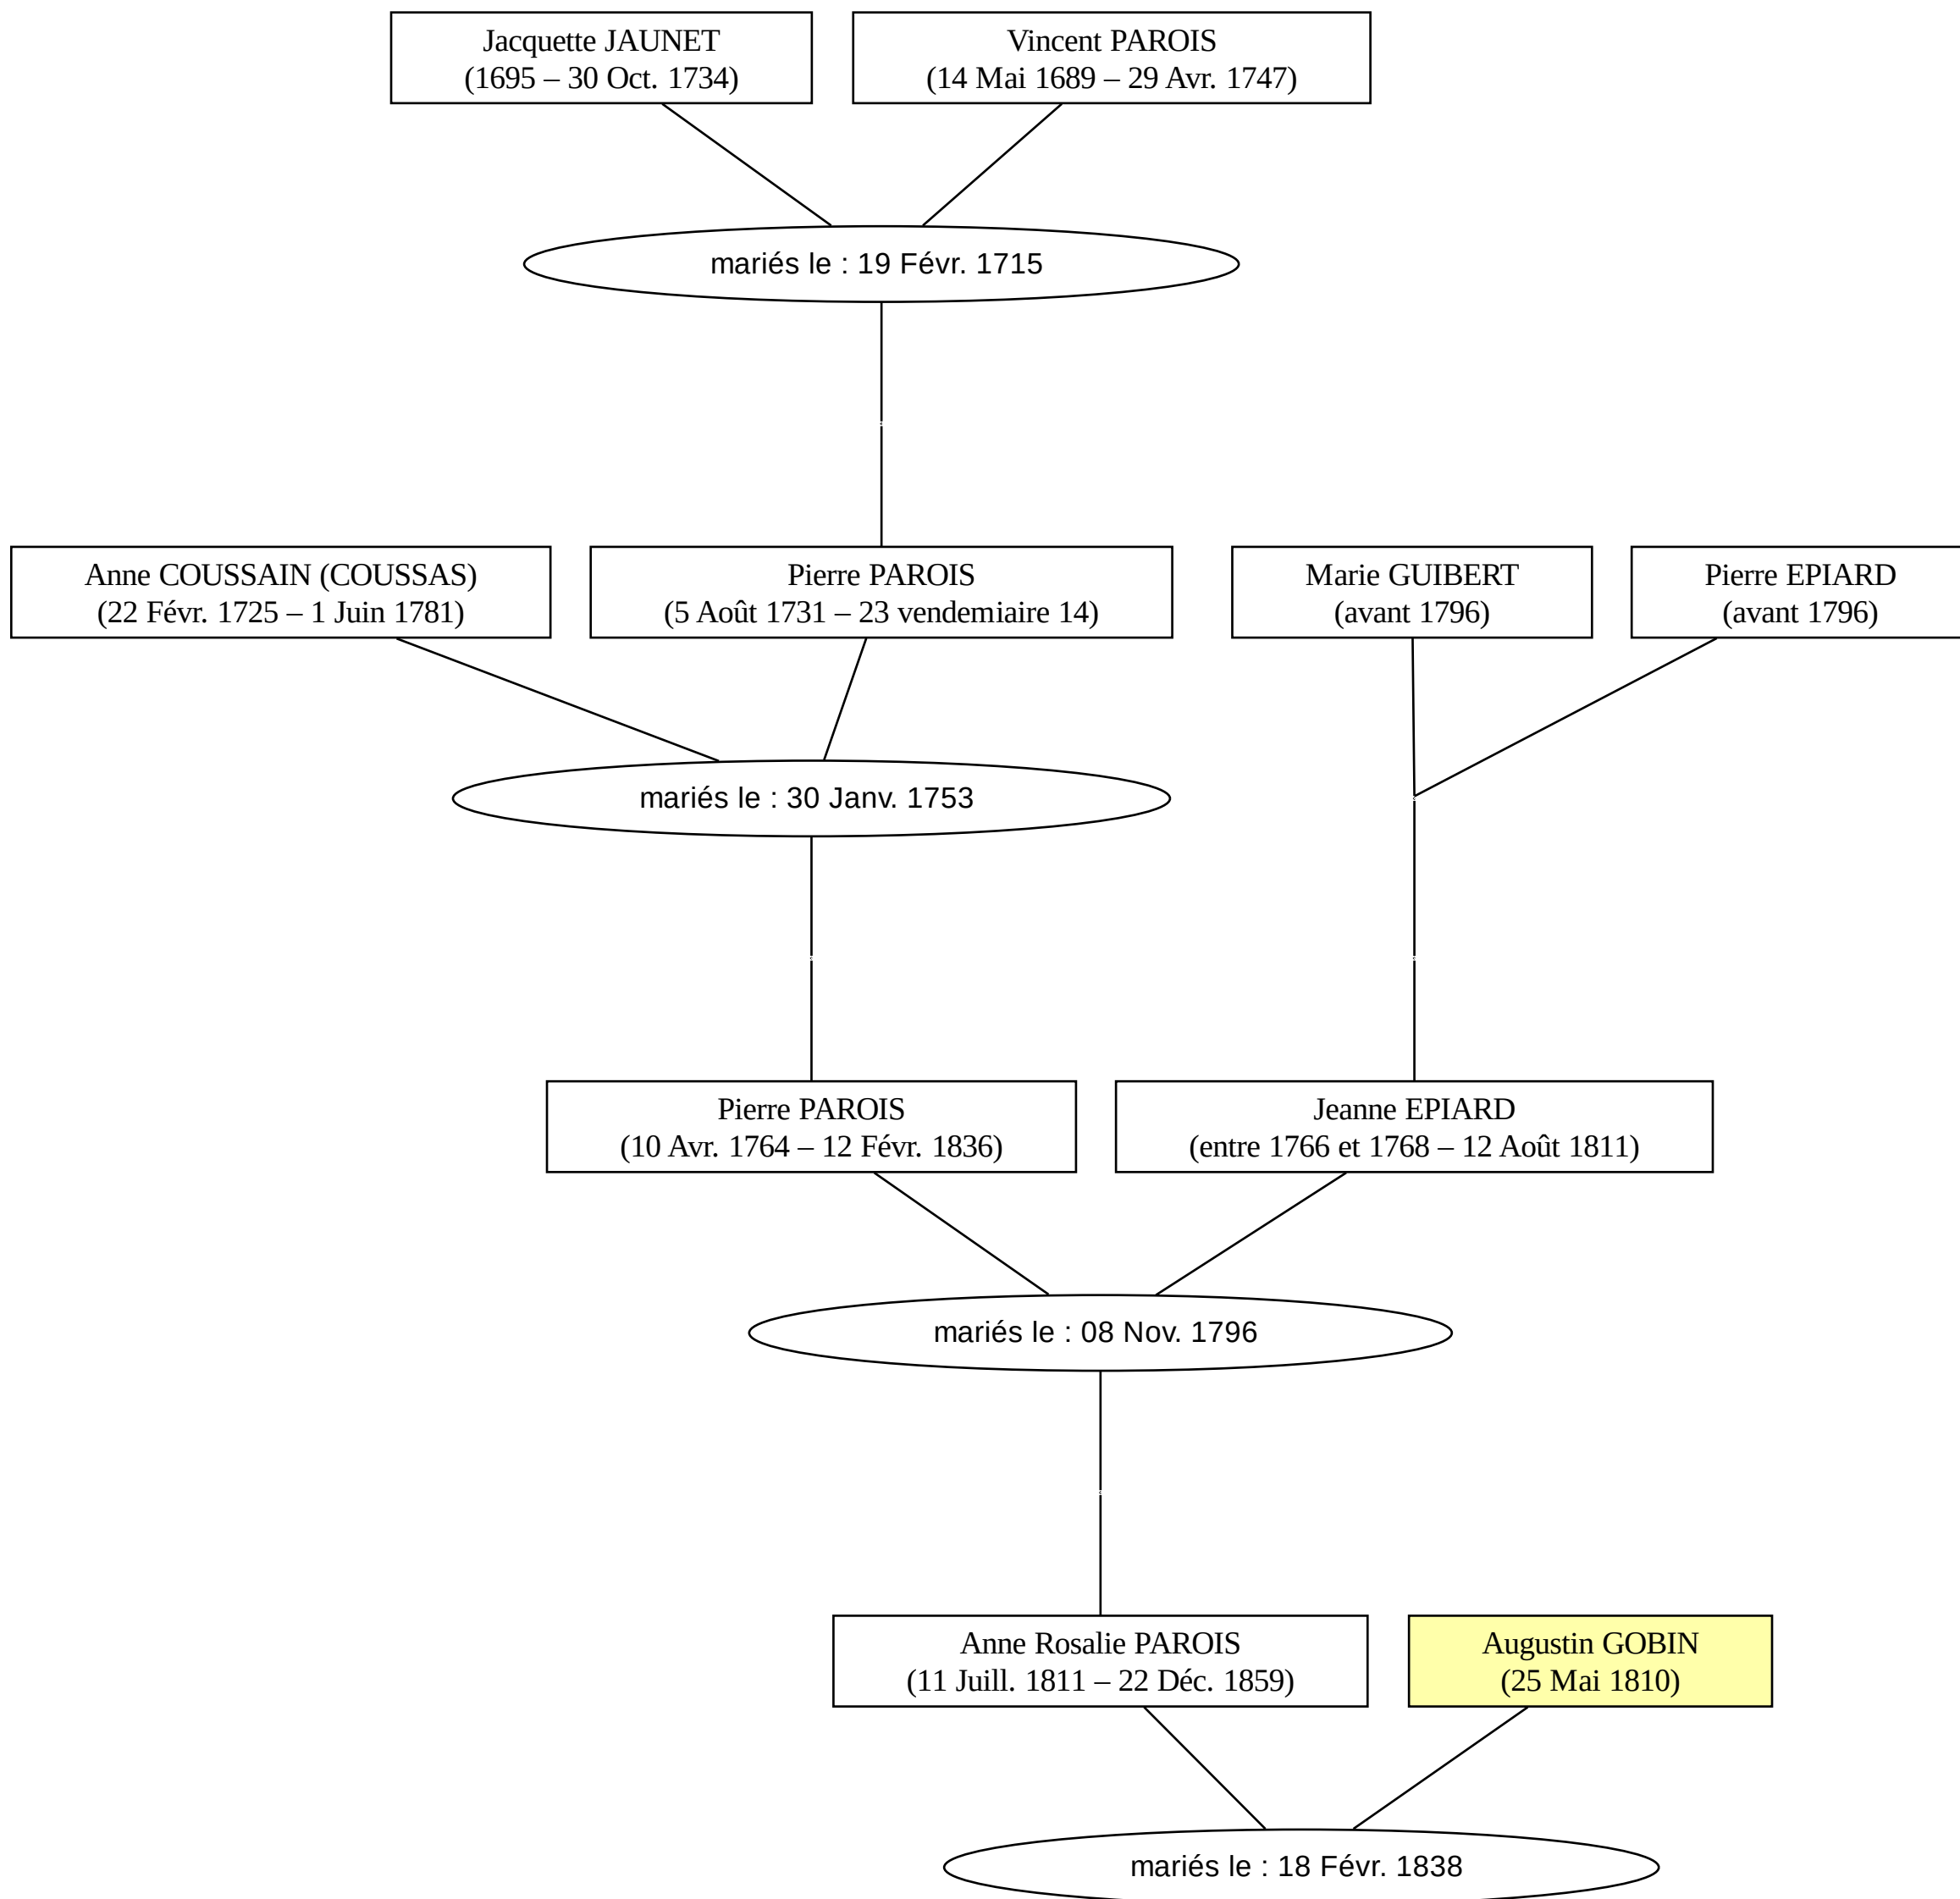 Jacquette JAUNET
(1695 – 30 Oct. 1734)
Vincent PAROIS
(14 Mai 1689 – 29 Avr. 1747)
mariés le : 19 Févr. 1715
Anne COUSSAIN (COUSSAS)
(22 Févr. 1725 – 1 Juin 1781)
Pierre PAROIS
(5 Août 1731 – 23 vendemiaire 14)
Marie GUIBERT
(avant 1796)
Pierre EPIARD
(avant 1796)
mariés le : 30 Janv. 1753
Pierre PAROIS
(10 Avr. 1764 – 12 Févr. 1836)
Jeanne EPIARD
(entre 1766 et 1768 – 12 Août 1811)
mariés le : 08 Nov. 1796
Anne Rosalie PAROIS
(11 Juill. 1811 – 22 Déc. 1859)
Augustin GOBIN
(25 Mai 1810)
mariés le : 18 Févr. 1838